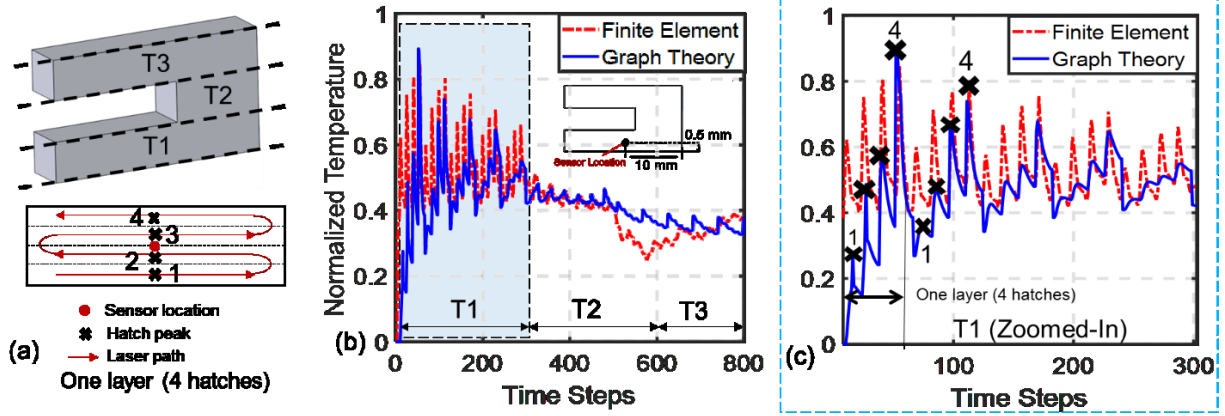 T3
T2
T1
4
3
2
1
Sensor location
Hatch peak
Laser path
One layer (4 hatches)
(a)
Normalized Temperature
1
0.8
0.6
0.4
0.2
0
0
200
400
600
800
Time Steps
Finite Element
Graph Theory
Sensor Location
0.5 mm
10 mm
T1
T2
T3
(b)
1
0.8
0.6
0.4
0.2
0
100
200
300
Time Steps
Finite Element
Graph Theory
4
4
1
1
One layer (4 hatches)
T1 (Zoomed-In)
(c)